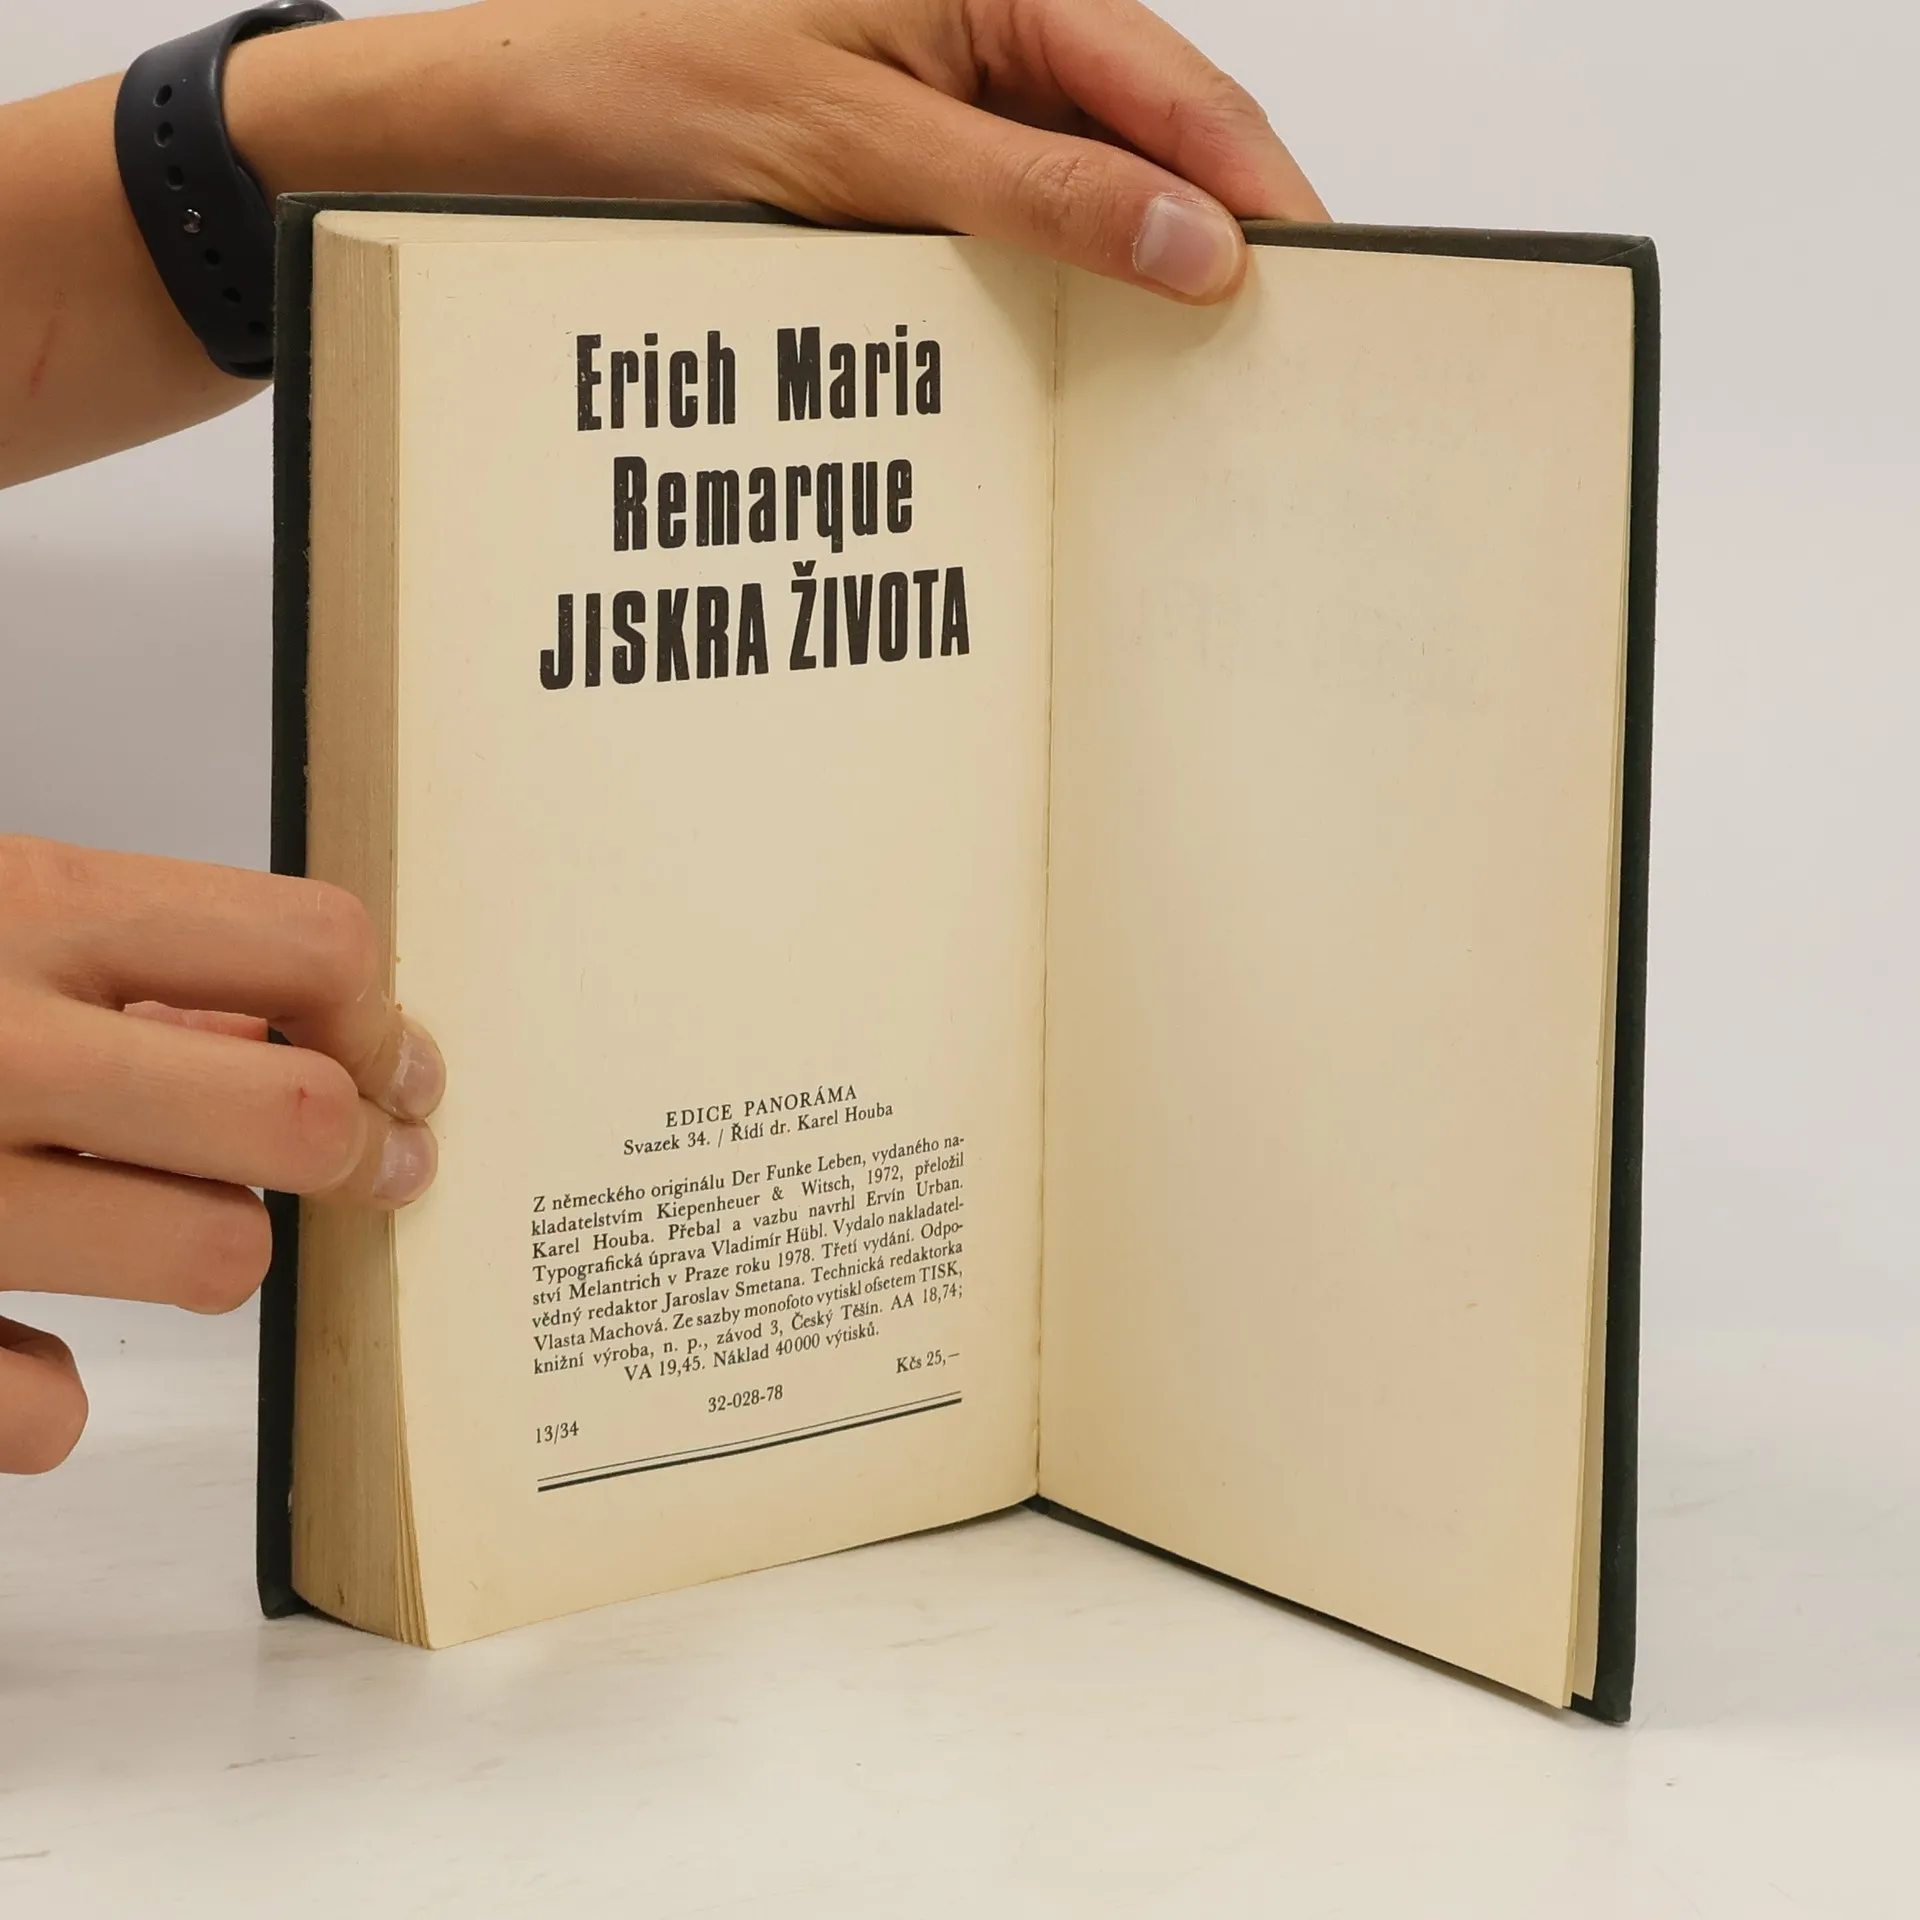 Erich Maria
Remarque
JISKRA ŽIVOTA
EDICE PANORÁMA
Svazek 34. / Řídí dr. Karel Houba
Z německého originálu Der Funke Leben, vydaného na-
kladatelstvím Kiepenheuer & Witsch, 1972, přeložil
Karel Houba. Přebal a vazbu navrhl Ervín Urban.
Typografická úprava Vladimír Hübl. Vydalo nakladatel-
ství Melantrich v Praze roku 1978. Třetí vydání. Odpo-
vědný redaktor Jaroslav Smetana. Technická redaktorka
Vlasta Machová. Ze sazby monofoto vytiskl ofsetem TISK,
knižní výroba, n. p., závod 3, Český Těšín. AA 18,74;
VA 19,45. Náklad 40 000 výtisků.
13/34 32-028-78 Kčs 25,—